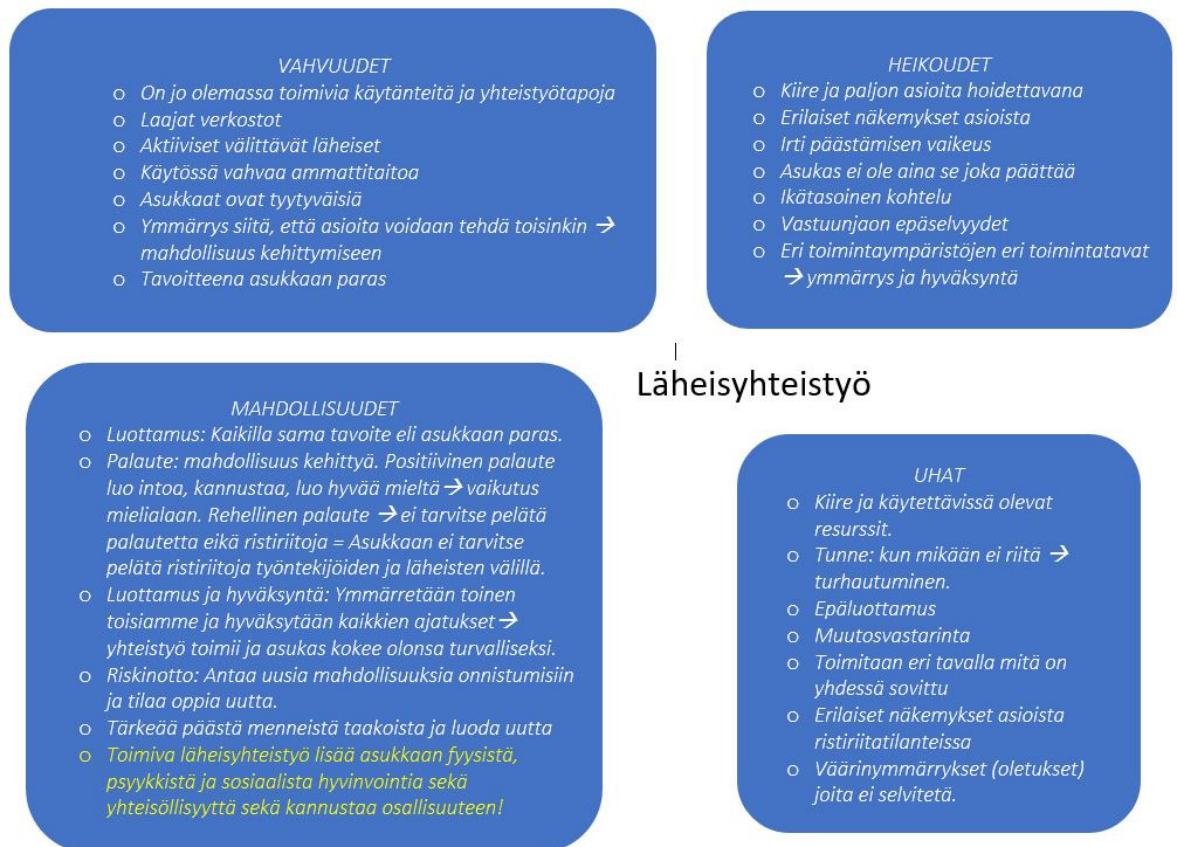 VAHVUUDET
o On jo olemassa toimivia käytänteitä ja yhteistyötapoja
o Laajat verkostot
o Aktiiviset välittävät läheiset
o Käytössä vahvaa ammattitaitoa
o Asukkaat ovat tyytyväisiä
o Ymmärrys siitä, että asioita voidaan tehdä toisinkin →
mahdollisuus kehittymiseen
o Tavoitteena asukkaan paras
HEIKOUDET
o Kiire ja paljon asioita hoidettavana
o Erilaiset näkemykset asioista
o Irti päästämisen vaikeus
o Asukas ei ole aina se joka päättää
o Ikätasoinen kohtelu
o Vastuunjaon epäselvyydet
o Eri toimintaympäristöjen eri toimintatavat
→ ymmärrys ja hyväksyntä
Läheisyhteistyö
MAHDOLLISUUDET
o Luottamus: Kaikilla sama tavoite eli asukkaan paras.
o Palaute: mahdollisuus kehittyä. Positiivinen palaute
luo intoa, kannustaa, luo hyvää mieltä → vaikutus
mielialaan. Rehellinen palaute → ei tarvitse pelätä
palautetta eikä ristiriitoja = Asukkaan ei tarvitse
pelätä ristiriitoja työntekijöiden ja läheisten välillä.
o Luottamus ja hyväksyntä: Ymmärretään toinen
toisiamme ja hyväksytään kaikkien ajatukset →
yhteistyö toimii ja asukas kokee olonsa turvalliseksi.
o Riskinotto: Antaa uusia mahdollisuuksia onnistumisiin
ja tilaa oppia uutta.
o Tärkeää päästä menneistä taakoista ja luoda uutta
o Toimiva läheisyhteistyö lisää asukkaan fyysistä,
psyykkistä ja sosiaalista hyvinvointia sekä
yhteisöllisyyttä sekä kannustaa osallisuuteen!
UHAT
o Kiire ja käytettävissä olevat
resurssit.
o Tunne: kun mikään ei riitä →
turhautuminen.
o Epäluottamus
o Muutosvastarinta
o Toimitaan eri tavalla mitä on
yhdessä sovittu
o Erilaiset näkemykset asioista
ristiriitatilanteissa
o Väärinymmärrykset (oletukset)
joita ei selvitetä.